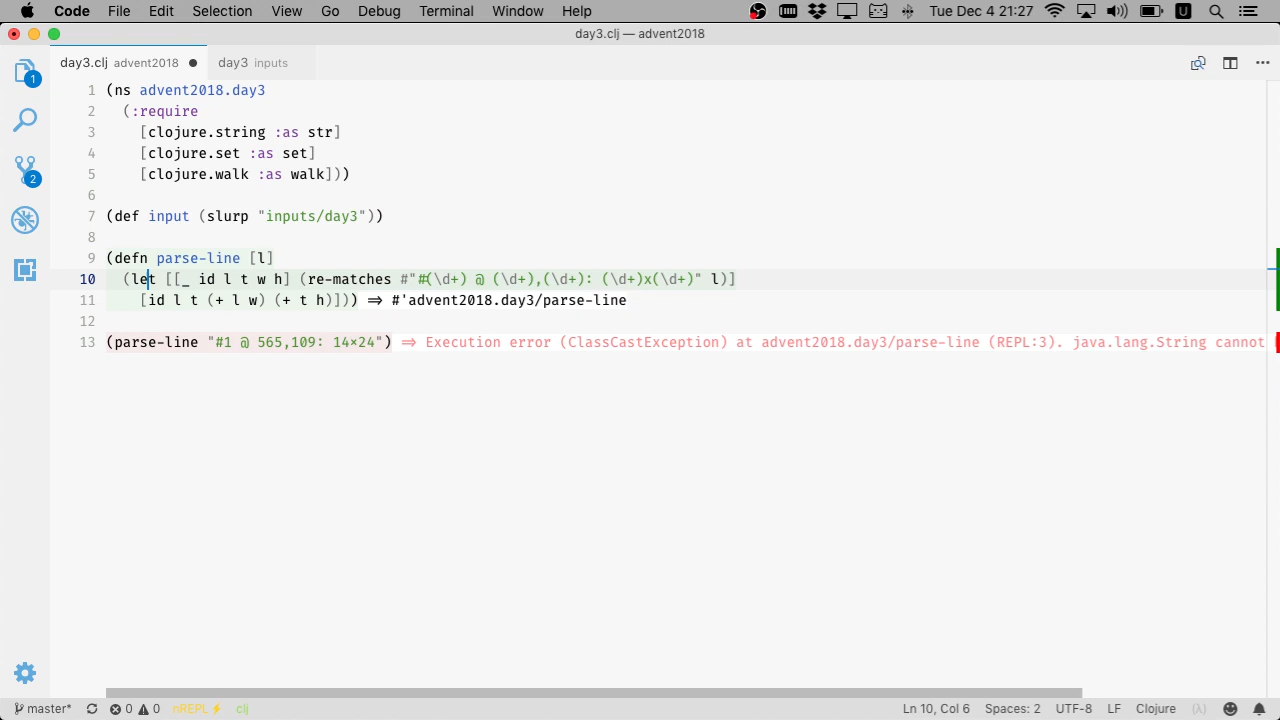 Code File Edit Selection View Go Debug Terminal Window Help Tue Dec 4 21:27 U
day3.clj — advent2018
day3.clj advent2018 day3 inputs
1 (ns advent2018.day3
2 (:require
3 [clojure.string :as str]
4 [clojure.set :as set]
5 [clojure.walk :as walk]))
6
7 (def input (slurp "inputs/day3"))
8
9 (defn parse-line [l]
10 (let [[_ id l t w h] (re-matches #"#(\d+) @ (\d+),(\d+): (\d+)x(\d+)" l)]
11 [id l t (+ l w) (+ t h)])) => #'advent2018.day3/parse-line
12
13 (parse-line "#1 @ 565,109: 14×24") => Execution error (ClassCastException) at advent2018.day3/parse-line (REPL:3). java.lang.String cannot
1
2
master* 0 0 nREPL⚡ clj Ln 10, Col 6 Spaces: 2 UTF-8 LF Clojure (λ)